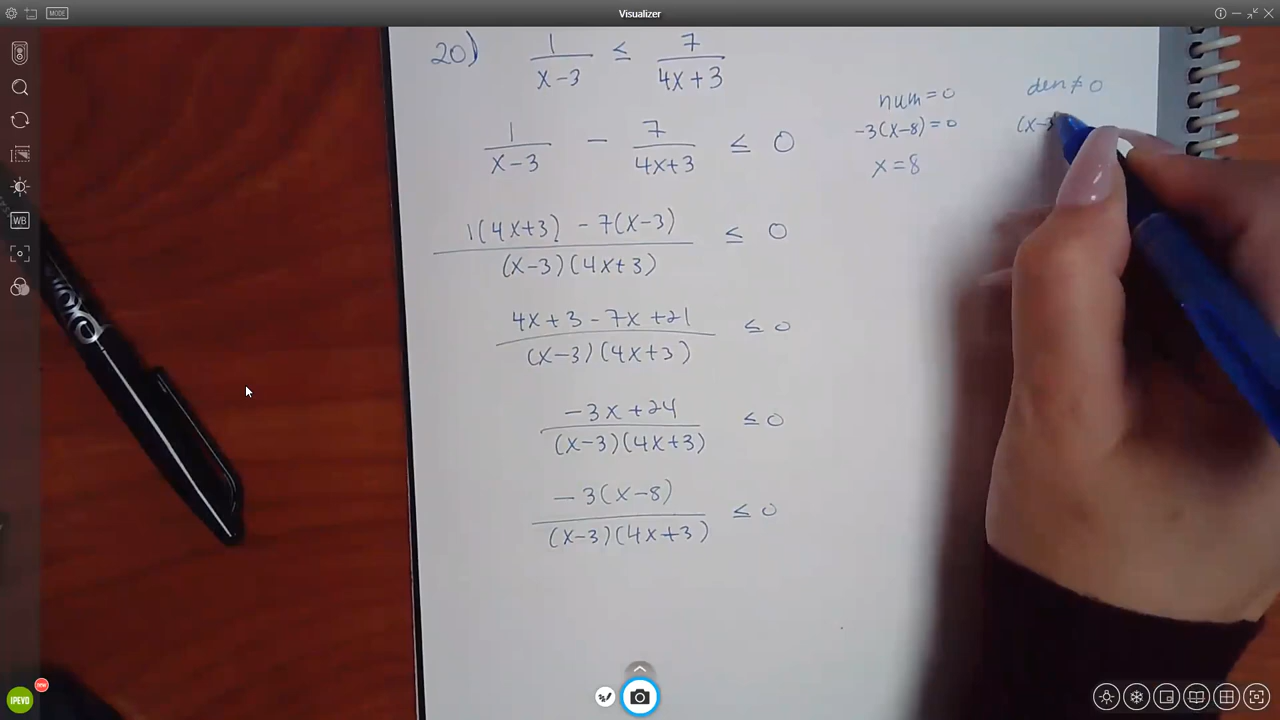 MODE
Visualizer
20) 1/(x-3) ≤ 7/(4x+3)
1/(x-3) - 7/(4x+3) ≤ 0
(1(4x+3) - 7(x-3))/((x-3)(4x+3)) ≤ 0
(4x+3-7x+21)/((x-3)(4x+3)) ≤ 0
(-3x+24)/((x-3)(4x+3)) ≤ 0
(-3(x-8))/((x-3)(4x+3)) ≤ 0
num=0
-3(x-8)=0
x=8
den≠0
(x-3
WB
IPEVO
new